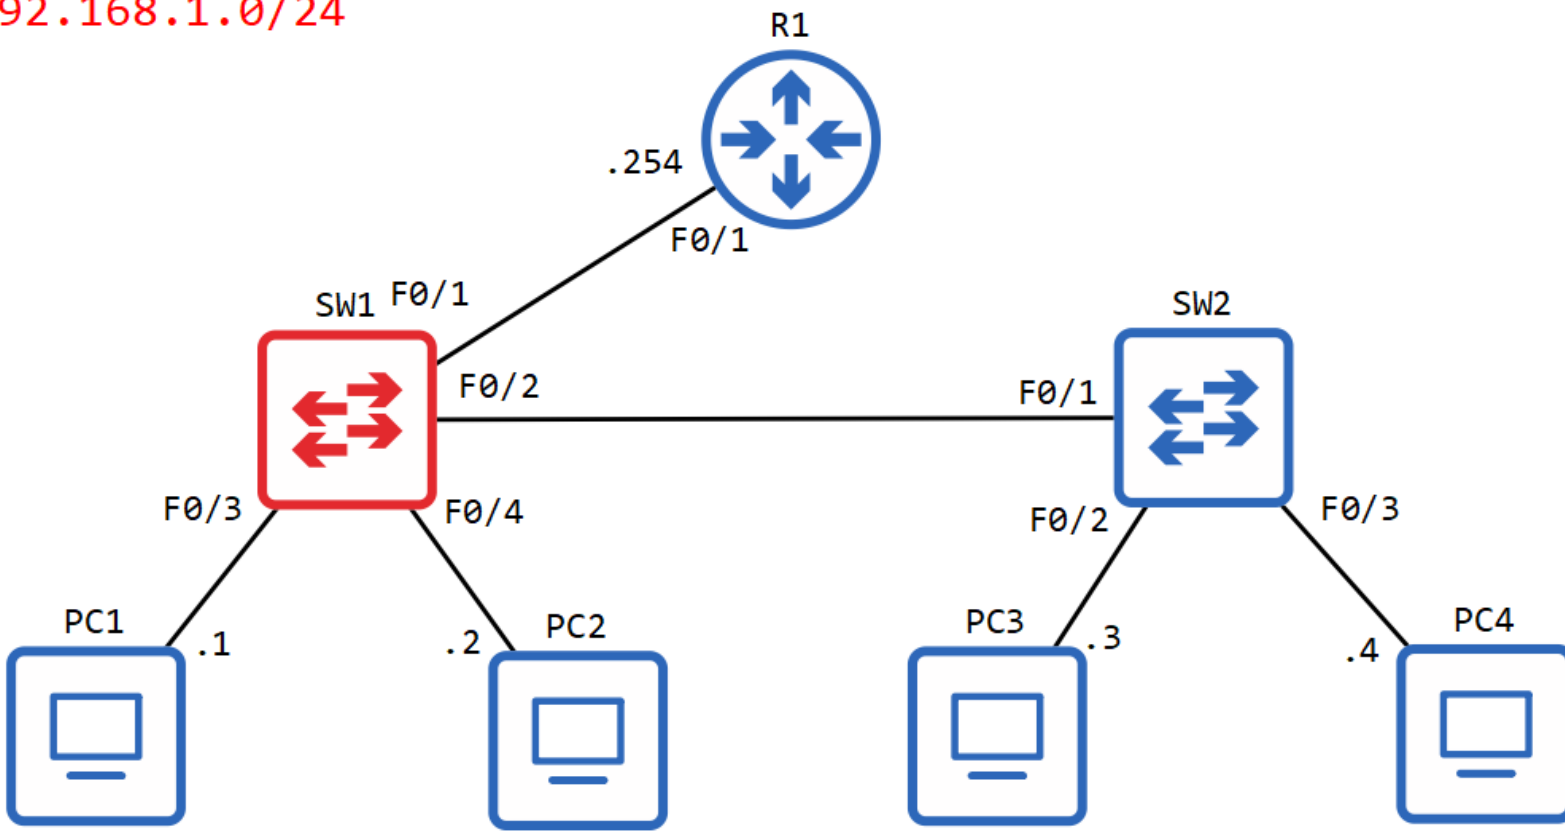 92.168.1.0/24
R1
.254
F0/1
SW1
F0/1
SW2
F0/2
F0/1
F0/3
F0/4
F0/2
F0/3
PC1
.1
.2
PC2
PC3
.3
.4
PC4